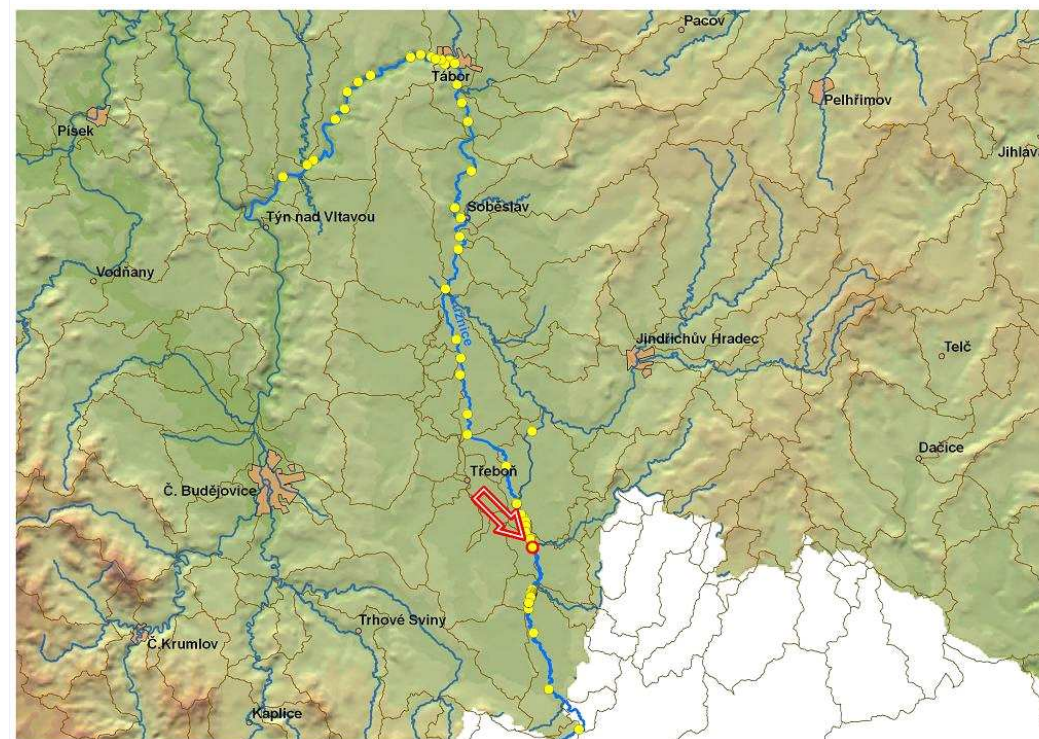 Pacov
Tábor
Pelhřimov
Písek
Jihlava
Soběslav
Týn nad Vltavou
Vodňany
Jindřichův Hradec
Telč
Dačice
Třeboň
Č. Budějovice
Trhové Sviny
Č.Krumlov
Kaplice